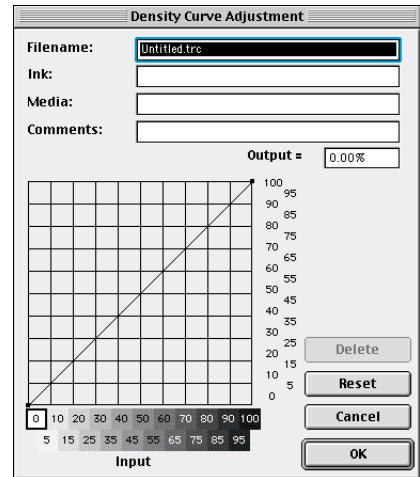 Density Curve Adjustment
Filename: Untitled.trc
Ink:
Media:
Comments:
Output = 0.00%
100
95
90
85
80
75
70
65
60
55
50
45
40
35
30
25
20
15
10
5
0
Delete
Reset
Cancel
OK
0 10 20 30 40 50 60 70 80 90 100
5 15 25 35 45 55 65 75 85 95
Input